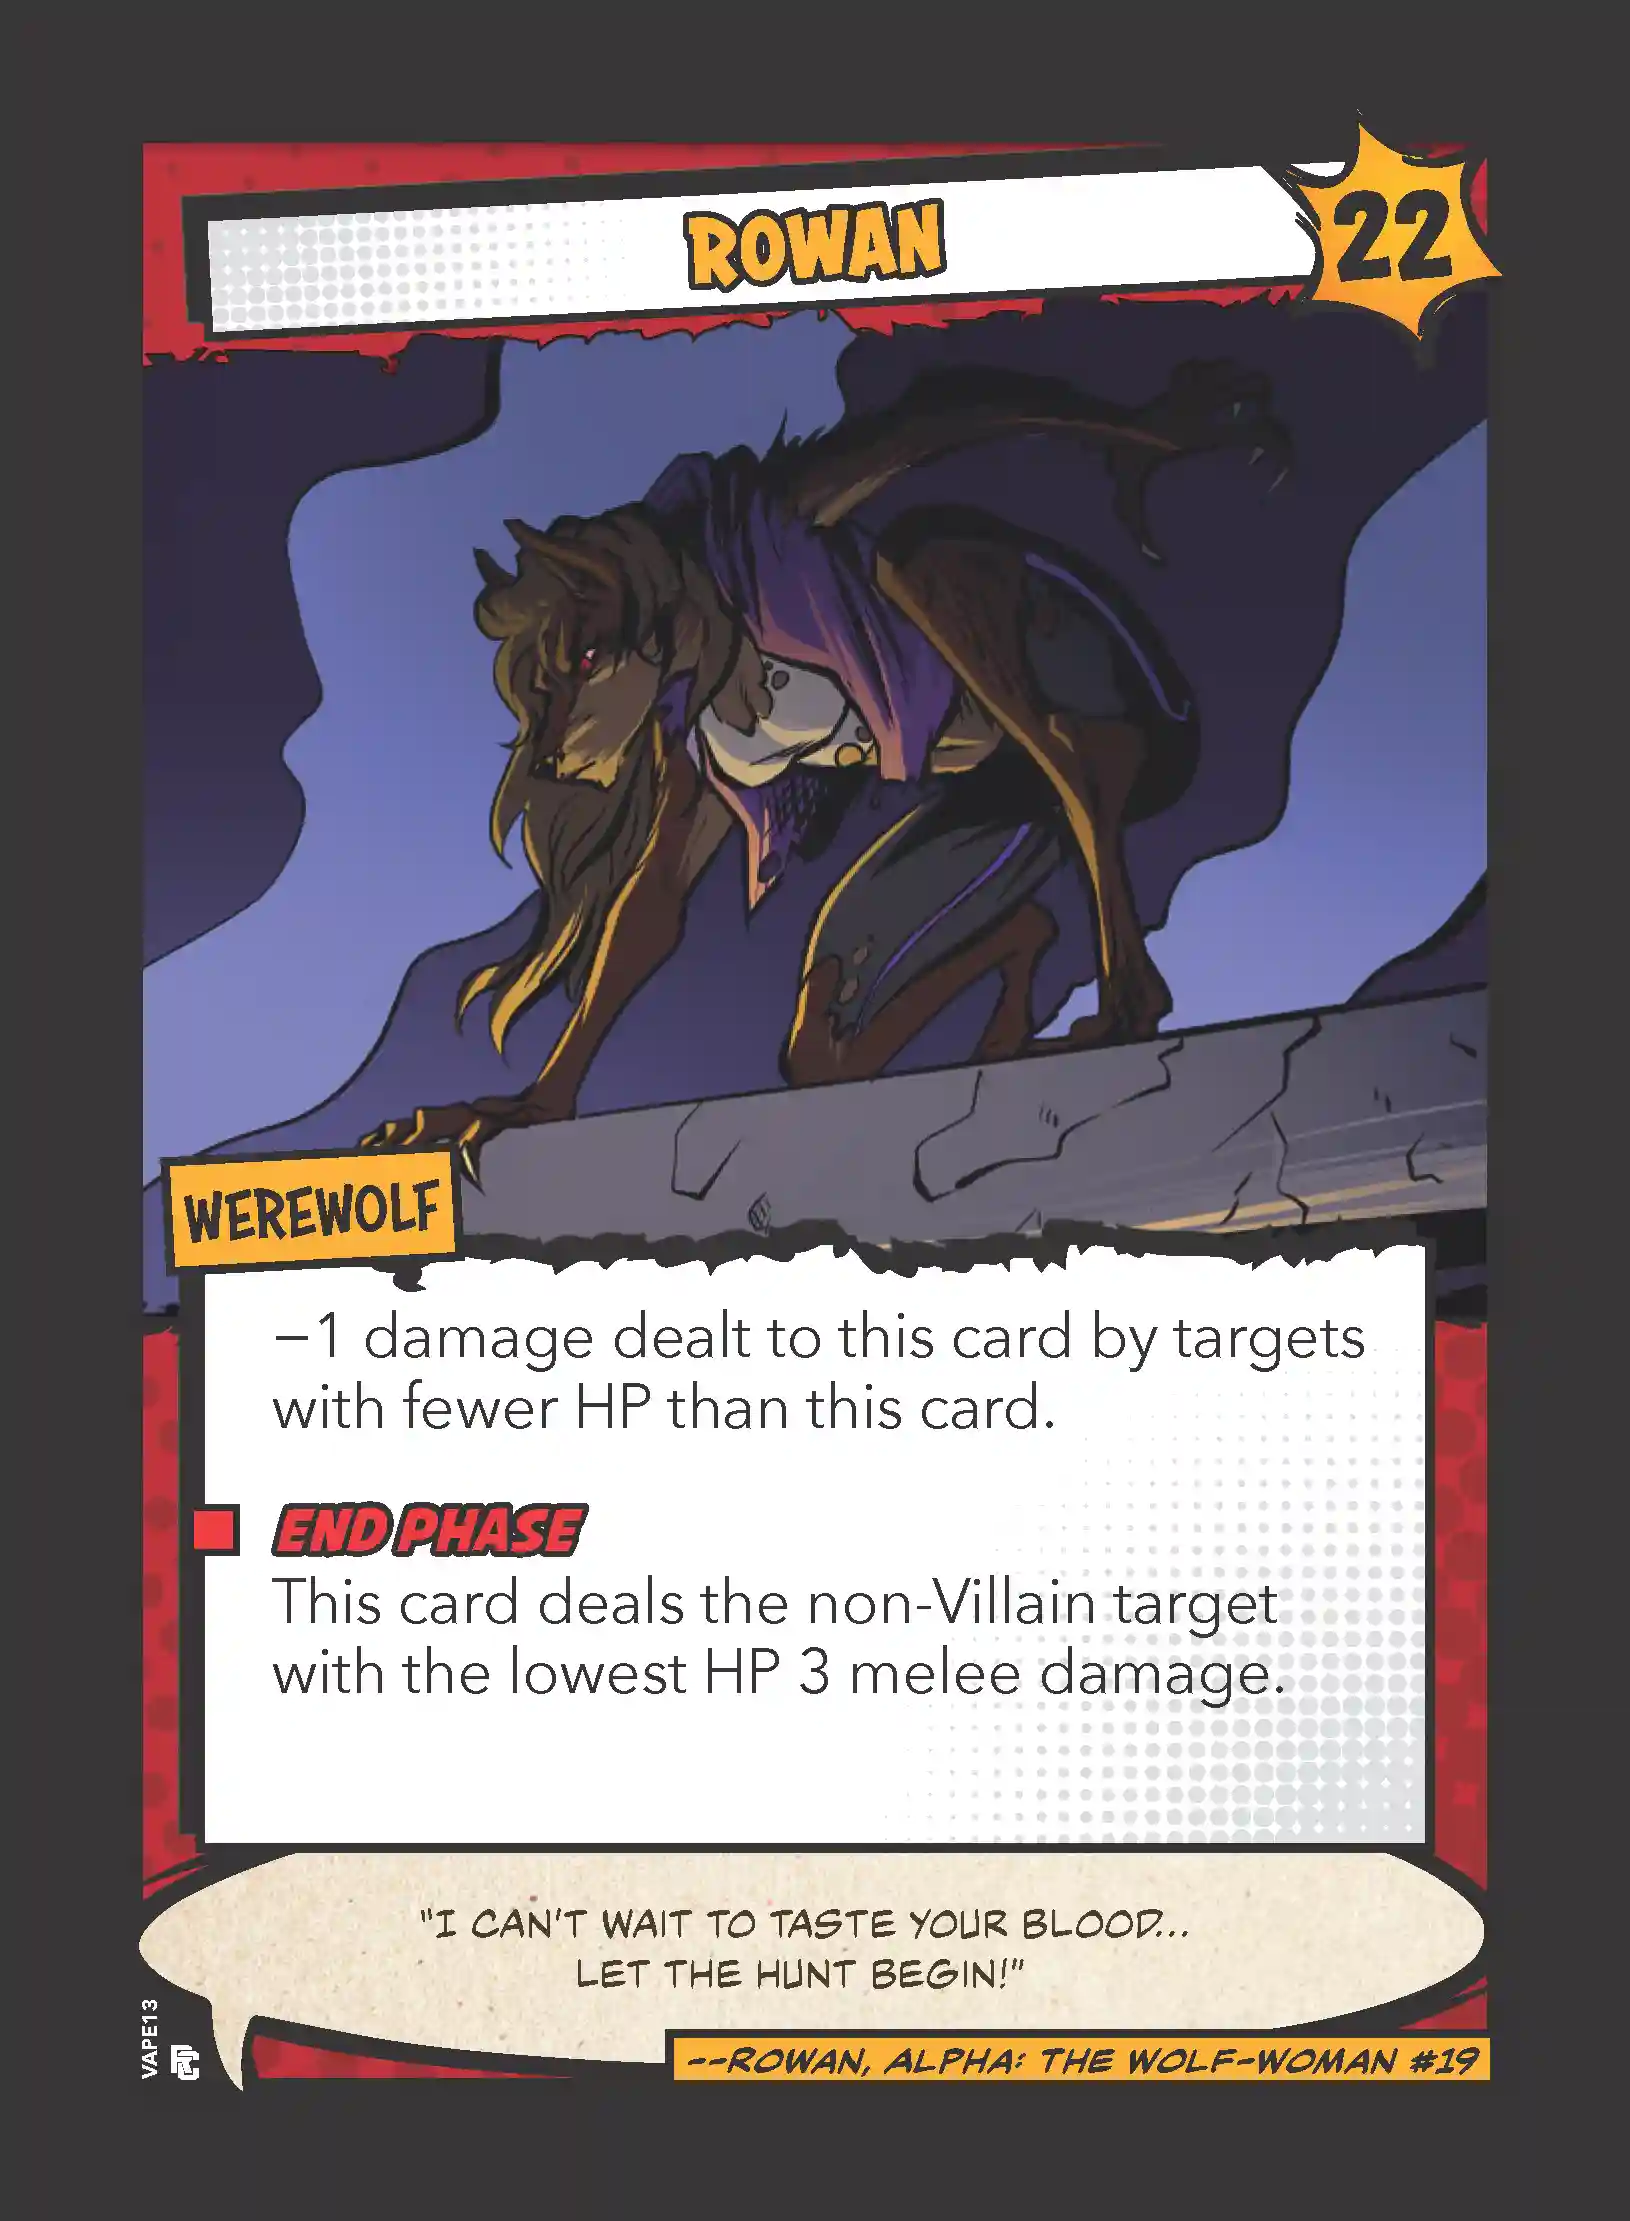 ROWAN
22
WEREWOLF
−1 damage dealt to this card by targets
with fewer HP than this card.
END PHASE
This card deals the non-Villain target
with the lowest HP 3 melee damage.
"I CAN'T WAIT TO TASTE YOUR BLOOD...
LET THE HUNT BEGIN!"
--ROWAN, ALPHA: THE WOLF-WOMAN #19
VAPE13